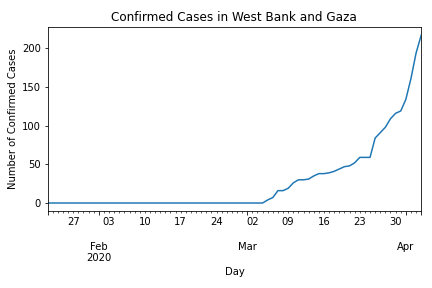 Confirmed Cases in West Bank and Gaza
Number of Confirmed Cases
200
150
100
50
0
27 03 10 17 24 02 09 16 23 30
Feb Mar Apr
2020
Day